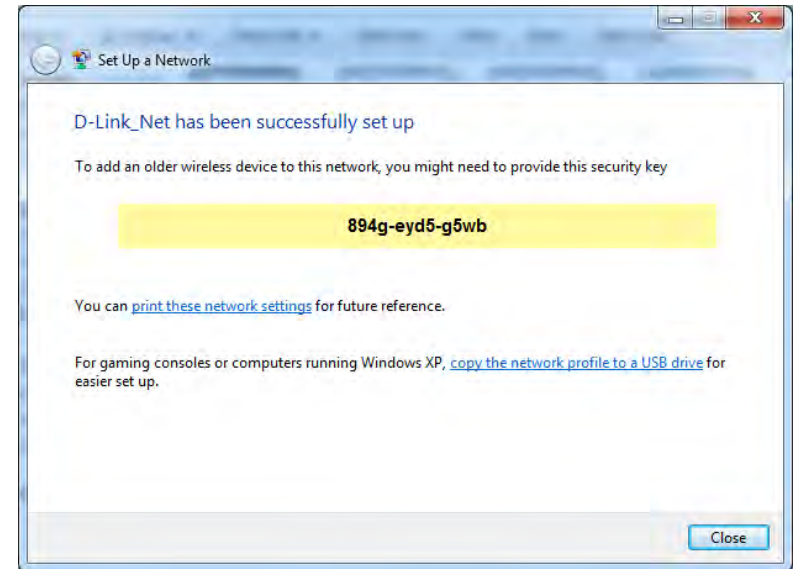 Set Up a Network
D-Link_Net has been successfully set up
To add an older wireless device to this network, you might need to provide this security key
894g-eyd5-g5wb
You can print these network settings for future reference.
For gaming consoles or computers running Windows XP, copy the network profile to a USB drive for
easier set up.
Close